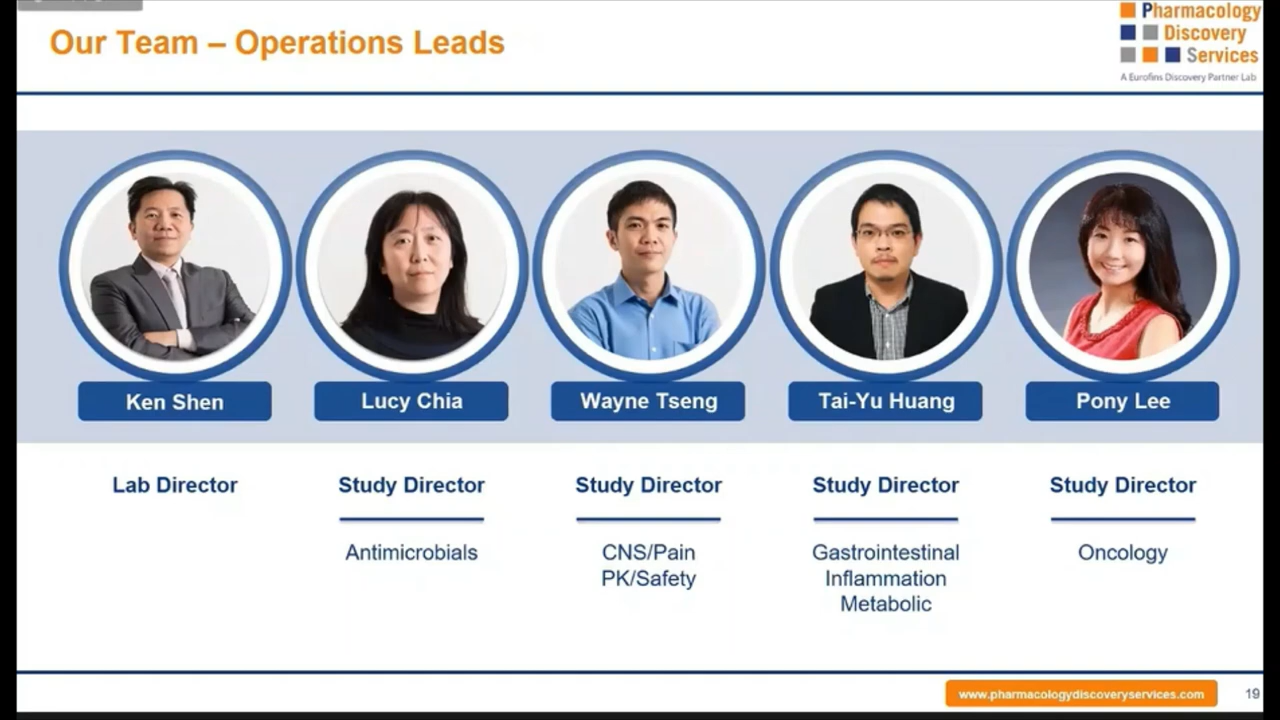 Our Team – Operations Leads
Pharmacology
Discovery
Services
A Eurofins Discovery Partner Lab
Ken Shen
Lucy Chia
Wayne Tseng
Tai-Yu Huang
Pony Lee
Lab Director
Study Director
Study Director
Study Director
Study Director
Antimicrobials
CNS/Pain
PK/Safety
Gastrointestinal
Inflammation
Metabolic
Oncology
www.pharmacologydiscoveryservices.com
19